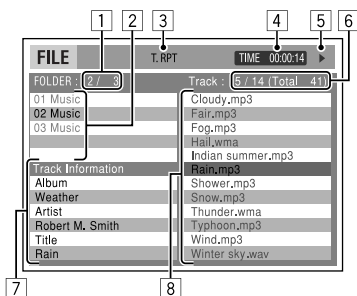 1 2 3 4 5 6
FILE T. RPT TIME 00:00:14
FOLDER : 2 / 3 Track : 5 / 14 (Total 41)
01 Music
02 Music
03 Music
Track Information
Album
Weather
Artist
Robert M. Smith
Title
Rain
Cloudy.mp3
Fair.mp3
Fog.mp3
Hail.wma
Indian summer.mp3
Rain.mp3
Shower.mp3
Snow.mp3
Thunder.wma
Typhoon.mp3
Wind.mp3
Winter sky.wav
7 8